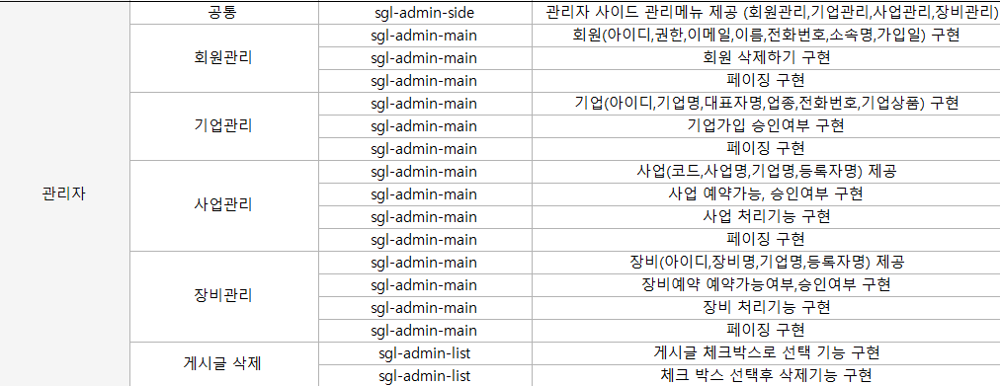 공통 sgl-admin-side 관리자 사이드 관리메뉴 제공 (회원관리,기업관리,사업관리,장비관리)
sgl-admin-main 회원(아이디,권한,이메일,이름,전화번호,소속명,가입일) 구현
회원관리 sgl-admin-main 회원 삭제하기 구현
sgl-admin-main 페이징 구현
sgl-admin-main 기업(아이디,기업명,대표자명,업종,전화번호,기업상품) 구현
기업관리 sgl-admin-main 기업가입 승인여부 구현
sgl-admin-main 페이징 구현
sgl-admin-main 사업(코드,사업명,기업명,등록자명) 제공
관리자
sgl-admin-main 사업 예약가능, 승인여부 구현
사업관리
sgl-admin-main 사업 처리기능 구현
sgl-admin-main 페이징 구현
sgl-admin-main 장비(아이디,장비명,기업명,등록자명) 제공
sgl-admin-main 장비예약 예약가능여부,승인여부 구현
장비관리
sgl-admin-main 장비 처리기능 구현
sgl-admin-main 페이징 구현
게시글 삭제
sgl-admin-list 게시글 체크박스로 선택 기능 구현
sgl-admin-list 체크 박스 선택후 삭제기능 구현